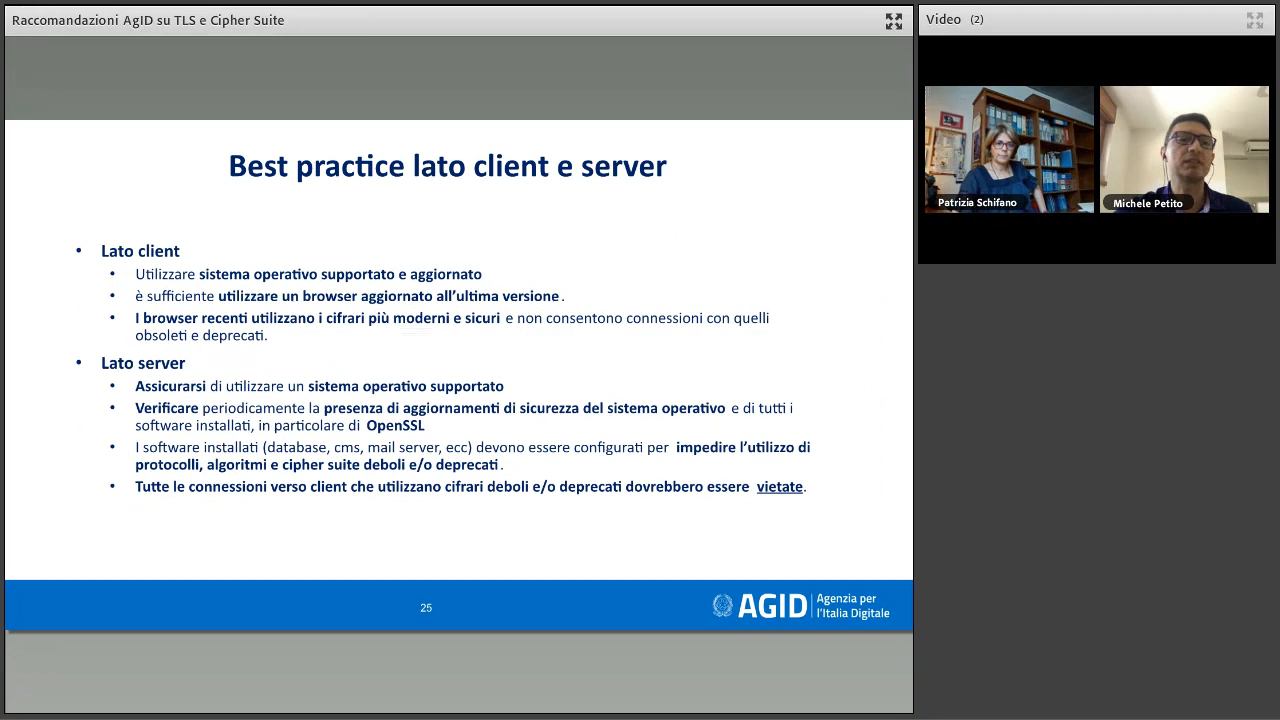 Raccomandazioni AgID su TLS e Cipher Suite
Best practice lato client e server
• Lato client
• Utilizzare sistema operativo supportato e aggiornato
• è sufficiente utilizzare un browser aggiornato all'ultima versione.
• I browser recenti utilizzano i cifrari più moderni e sicuri e non consentono connessioni con quelli
obsoleti e deprecati.
• Lato server
• Assicurarsi di utilizzare un sistema operativo supportato
• Verificare periodicamente la presenza di aggiornamenti di sicurezza del sistema operativo e di tutti i
software installati, in particolare di OpenSSL
• I software installati (database, cms, mail server, ecc) devono essere configurati per impedire l'utilizzo di
protocolli, algoritmi e cipher suite deboli e/o deprecati.
• Tutte le connessioni verso client che utilizzano cifrari deboli e/o deprecati dovrebbero essere vietate.
25
AGID
Agenzia per
l'Italia Digitale
Video (2)
Patrizia Schifano
Michele Petito